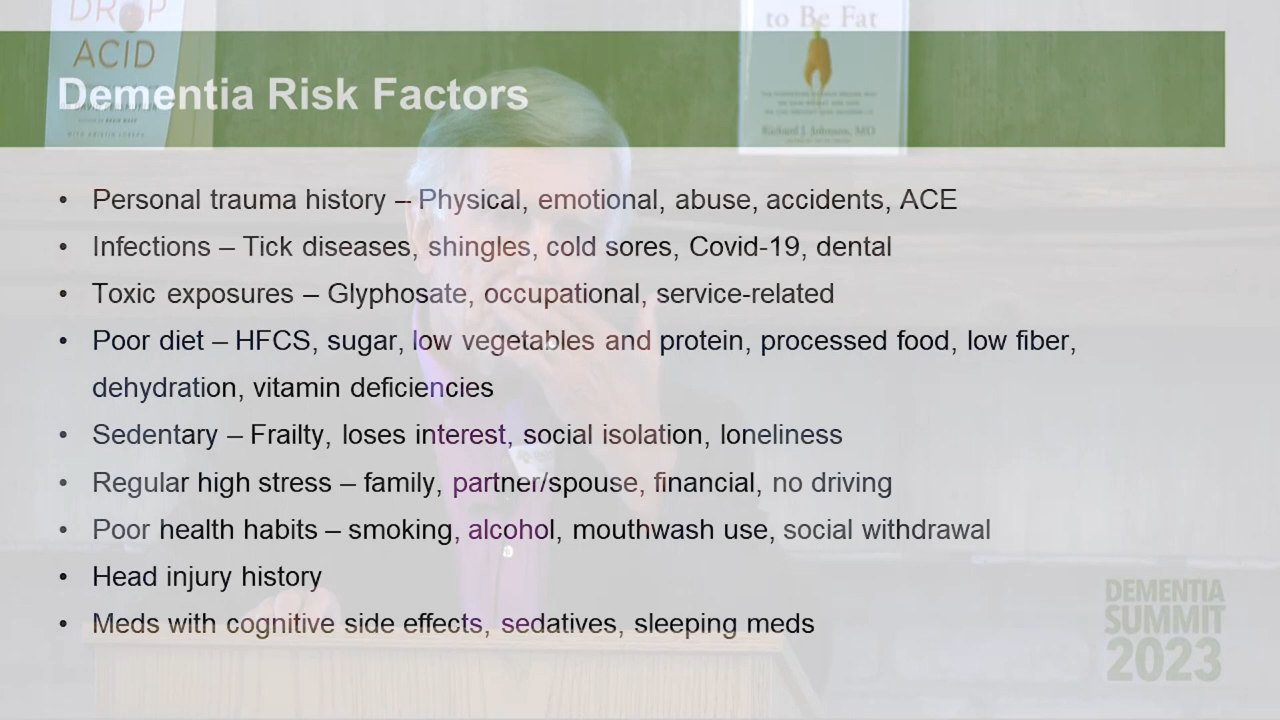 DROP
ACID
to Be Fat
Richard J. Johnson, MD
Dementia Risk Factors
• Personal trauma history – Physical, emotional, abuse, accidents, ACE
• Infections – Tick diseases, shingles, cold sores, Covid-19, dental
• Toxic exposures – Glyphosate, occupational, service-related
• Poor diet – HFCS, sugar, low vegetables and protein, processed food, low fiber,
dehydration, vitamin deficiencies
• Sedentary – Frailty, loses interest, social isolation, loneliness
• Regular high stress – family, partner/spouse, financial, no driving
• Poor health habits – smoking, alcohol, mouthwash use, social withdrawal
• Head injury history
• Meds with cognitive side effects, sedatives, sleeping meds
DEMENTIA
SUMMIT
2023